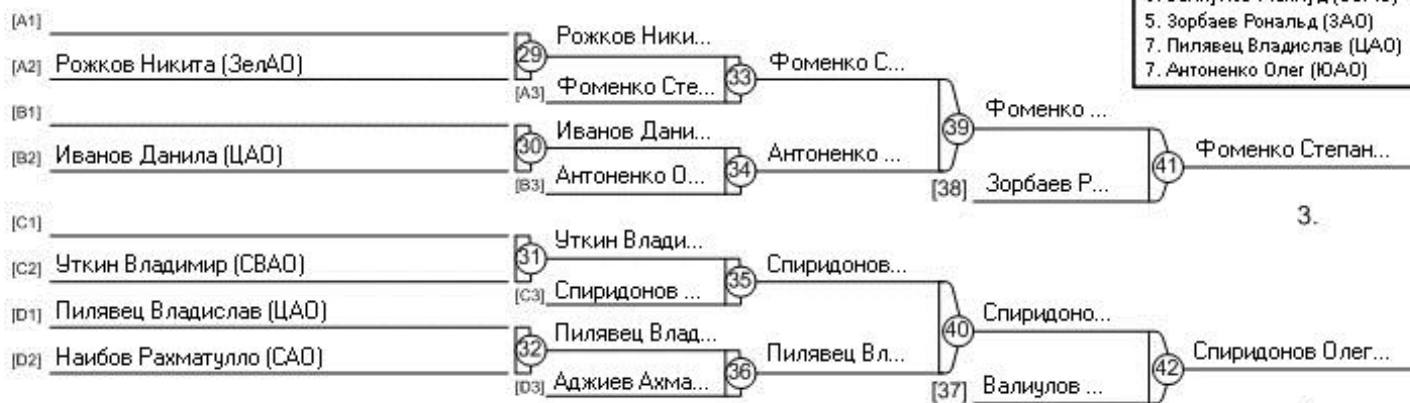 5. Зорбаев Рональд (ЗАО)
7. Пилявец Владислав (ЦАО)
7. Антоненко Олег (ЮАО)
[A1]
[A2] Рожков Никита (ЗелАО)
29
Рожков Ники...
[A3] Фоменко Сте...
33
Фоменко С...
[B1]
[B2] Иванов Данила (ЦАО)
30
Иванов Дани...
[B3] Антоненко О...
34
Антоненко ...
39
Фоменко ...
[38] Зорбаев Р...
41
Фоменко Степан...
3.
[C1]
[C2] Уткин Владимир (СВАО)
31
Уткин Влади...
[C3] Спиридонов ...
35
Спиридонов...
[D1] Пилявец Владислав (ЦАО)
[D2] Наибов Рахматулло (САО)
32
Пилявец Влад...
[D3] Аджиев Ахма...
36
Пилявец Вл...
40
Спиридоно...
[37] Валиулов ...
42
Спиридонов Олег...